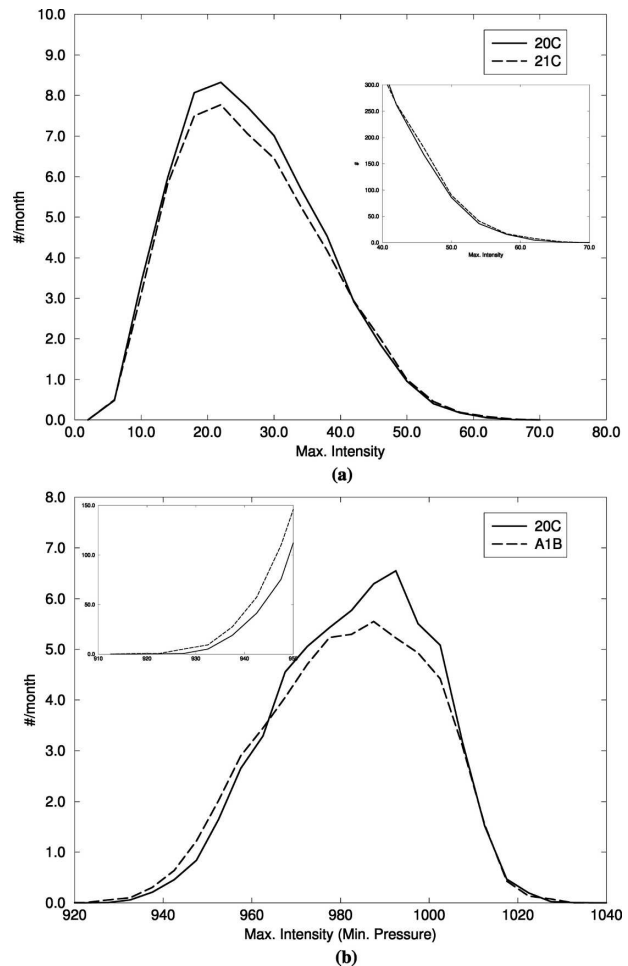 10.0
9.0
8.0
7.0
6.0
5.0
4.0
3.0
2.0
1.0
0.0
#/month
20C
21C
300.0
250.0
200.0
150.0
100.0
50.0
0.0
#
40.0 50.0 60.0 70.0
Max. Intensity
0.0 10.0 20.0 30.0 40.0 50.0 60.0 70.0 80.0
Max. Intensity
(a)
8.0
7.0
6.0
5.0
4.0
3.0
2.0
1.0
0.0
#/month
150.0
100.0
50.0
0.0
910 920 930 940 950
20C
A1B
920 940 960 980 1000 1020 1040
Max. Intensity (Min. Pressure)
(b)